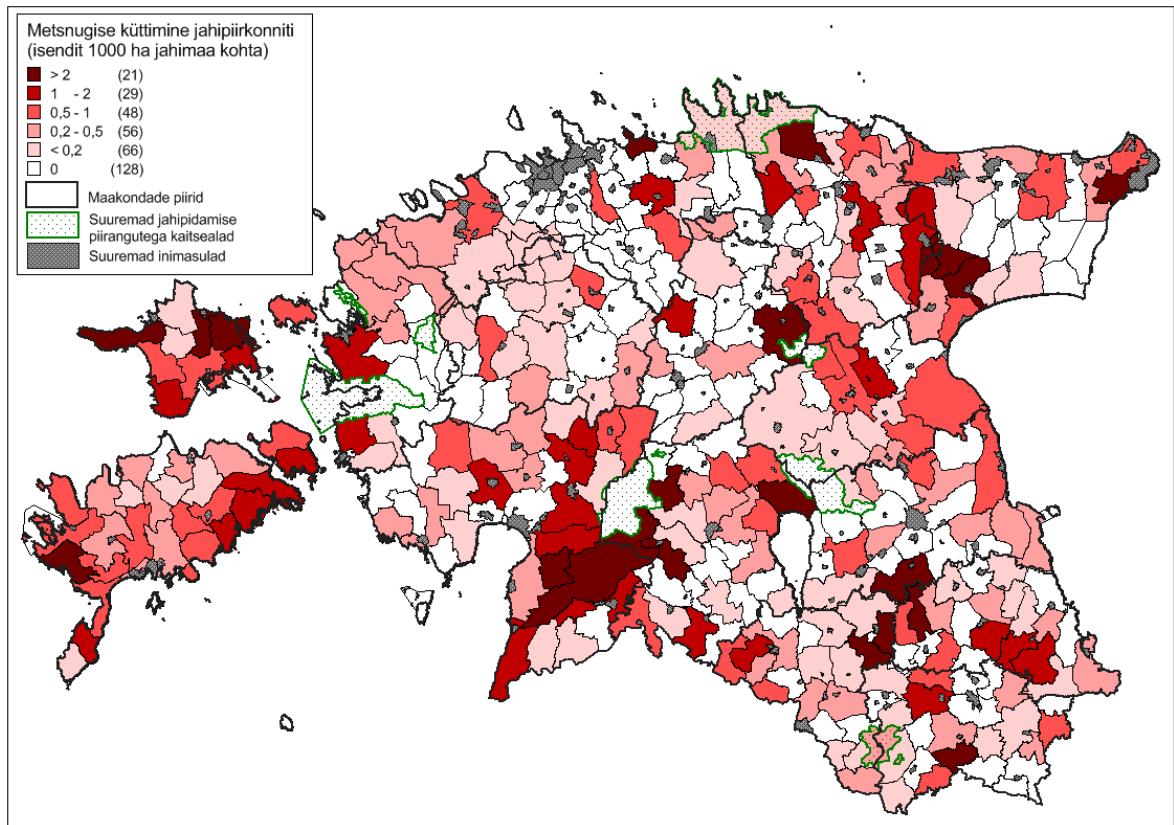 Metsnugise küttimine jahipiirkonniti
(isendit 1000 ha jahimaa kohta)
> 2 (21)
1 - 2 (29)
0,5 - 1 (48)
0,2 - 0,5 (56)
< 0,2 (66)
0 (128)
Maakondade piirid
Suuremad jahipidamise
piirangutega kaitsealad
Suuremad inimasulad